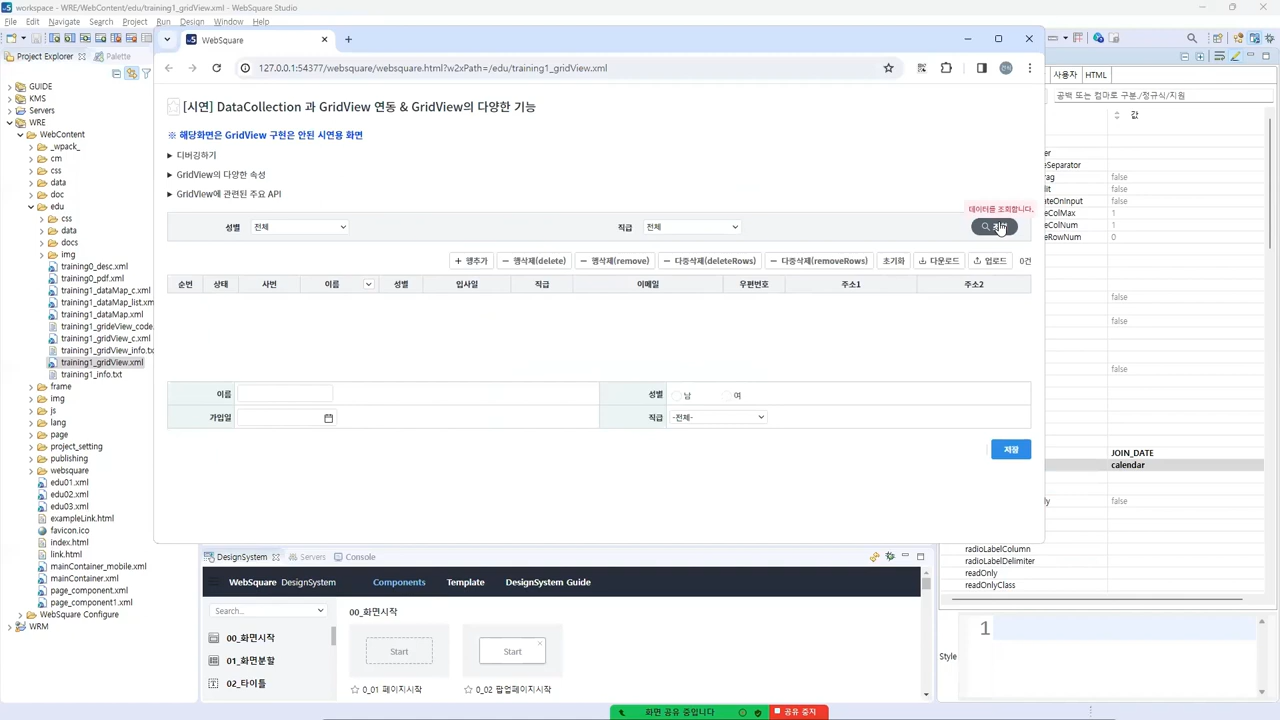 workspace - WRE/WebContent/edu/training1_gridView.xml - WebSquare Studio
File Edit Navigate Search Project Run Design Window Help
Project Explorer Palette
GUIDE
KMS
Servers
WRE
WebContent
_wpack_
cm
css
data
doc
edu
css
data
docs
img
training0_desc.xml
training0_pdf.xml
training1_dataMap_c.xml
training1_dataMap_list.xm
training1_dataMap.xml
training1_grideView_code.
training1_gridView_c.xml
training1_gridView_info.tx
training1_gridView.xml
training1_info.txt
frame
img
js
lang
page
project_setting
publishing
websquare
edu01.xml
edu02.xml
edu03.xml
exampleLink.html
favicon.ico
index.html
link.html
mainContainer_mobile.xml
mainContainer.xml
page_component.xml
page_component1.xml
WebSquare Configure
WRM
WebSquare
127.0.0.1:54377/websquare/websquare.html?w2xPath=/edu/training1_gridView.xml
[시연] DataCollection 과 GridView 연동 & GridView의 다양한 기능
※ 해당화면은 GridView 구현은 안된 시연용 화면
▶ 디버깅하기
▶ GridView의 다양한 속성
▶ GridView에 관련된 주요 API
데이터를 조회합니다.
성별 전체 직급 전체
+ 행추가 − 행삭제(delete) − 행삭제(remove) − 다중삭제(deleteRows) − 다중삭제(removeRows) 초기화 다운로드 업로드 0건
순번 상태 사번 이름 성별 입사일 직급 이메일 우편번호 주소1 주소2
이름 성별 남 여
가입일 직급 -전체-
저장
사용자 HTML
공백 또는 컴마로 구분./정규식/지원
값
er
eSeparator
ag false
lit false
ateOnInput false
eColMax 1
eColNum 1
eRowNum 0
false
false
false
JOIN_DATE
calendar
ly false
radioLabelColumn
radioLabelDelimiter
readOnly
readOnlyClass
Style
1
DesignSystem Servers Console
WebSquare DesignSystem Components Template DesignSystem Guide
Search...
00_화면시작
00_화면시작
01_화면분할
02_타이틀
Start
Start
0_01 페이지시작
0_02 팝업페이지시작
화면 공유 중입니다 공유 중지